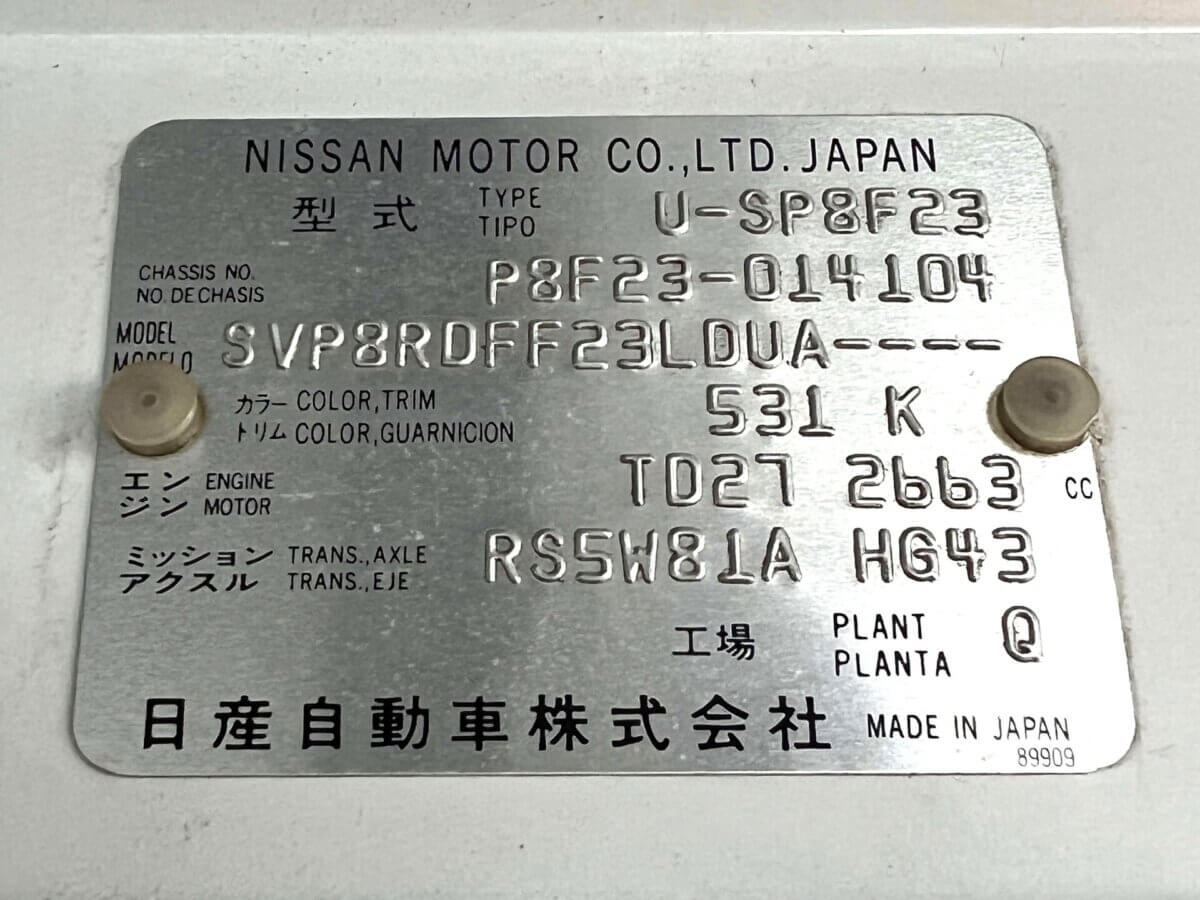 NISSAN MOTOR CO.,LTD. JAPAN
型式 TYPE TIPO U-SP8F23
CHASSIS NO. NO. DE CHASIS P8F23-014104
MODEL MODELO SVP8RDFF23LDUA----
カラー COLOR,TRIM 531 K
トリム COLOR,GUARNICION
エン ENGINE TD27 2663 CC
ジン MOTOR
ミッション TRANS.,AXLE RS5W81A HG43
アクスル TRANS.,EJE
工場 PLANT PLANTA Q
日産自動車株式会社 MADE IN JAPAN
89909